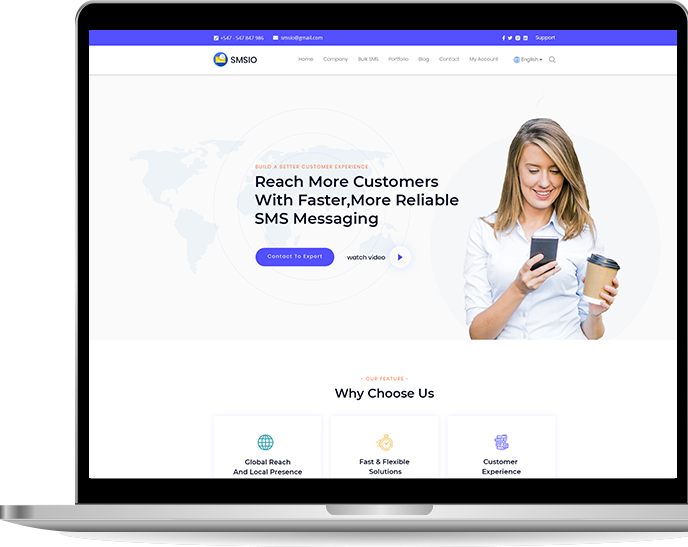 +547 - 547 847 986 smsio@gmail.com Support
SMSIO Home Company Bulk SMS Portfolio Blog Contact My Account English
BUILD A BETTER CUSTOMER EXPERIENCE
Reach More Customers
With Faster,More Reliable
SMS Messaging
Contact To Expert watch video
- OUR FEATURE -
Why Choose Us
Global Reach
And Local Presence
Fast & Flexible
Solutions
Customer
Experience